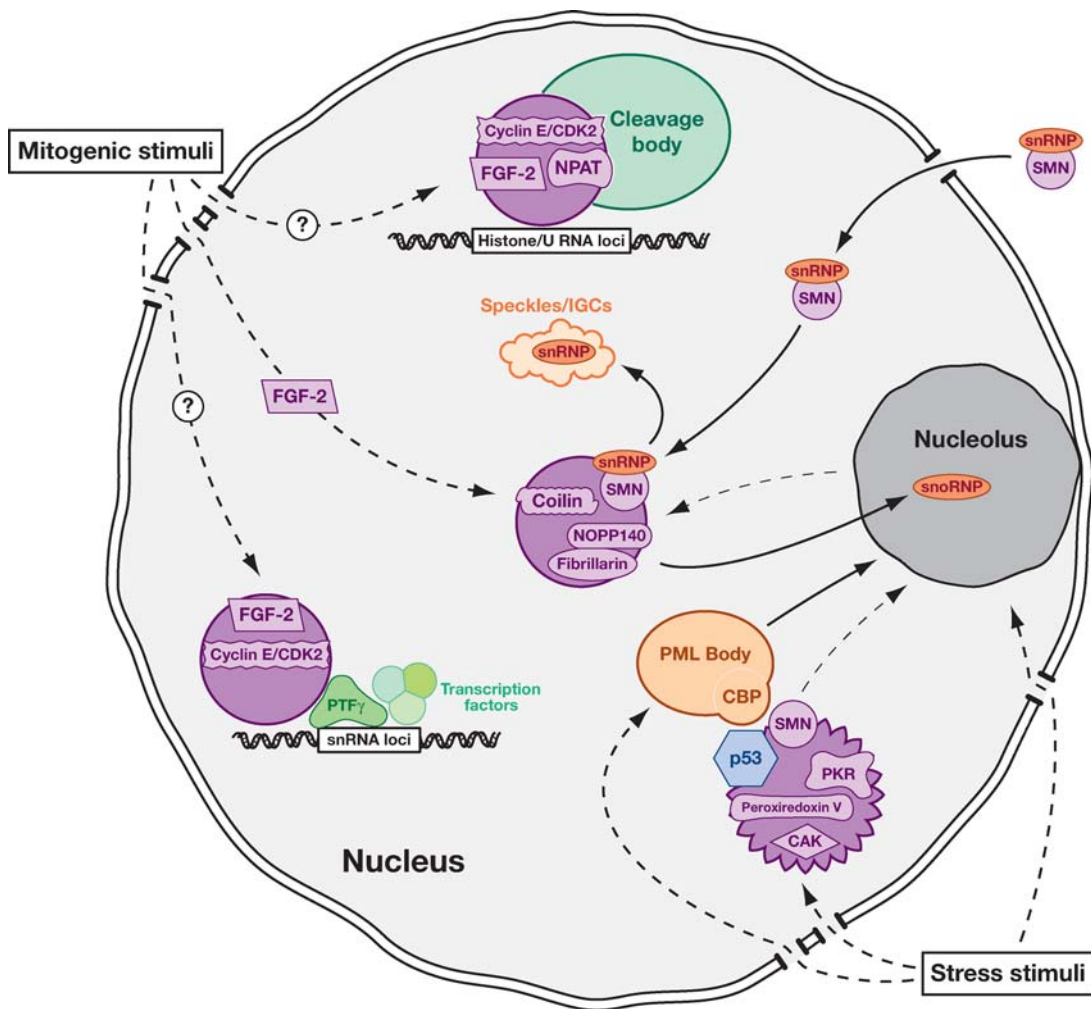 Cleavage
body
Cyclin E/CDK2
FGF-2
NPAT
Histone/U RNA loci
Mitogenic stimuli
?
snRNP
SMN
snRNP
SMN
Speckles/IGCs
snRNP
FGF-2
?
Nucleolus
snoRNP
snRNP
SMN
Coilin
NOPP140
Fibrillarin
FGF-2
Cyclin E/CDK2
PTFγ
Transcription
factors
snRNA loci
PML Body
CBP
SMN
p53
PKR
Peroxiredoxin V
CAK
Nucleus
Stress stimuli